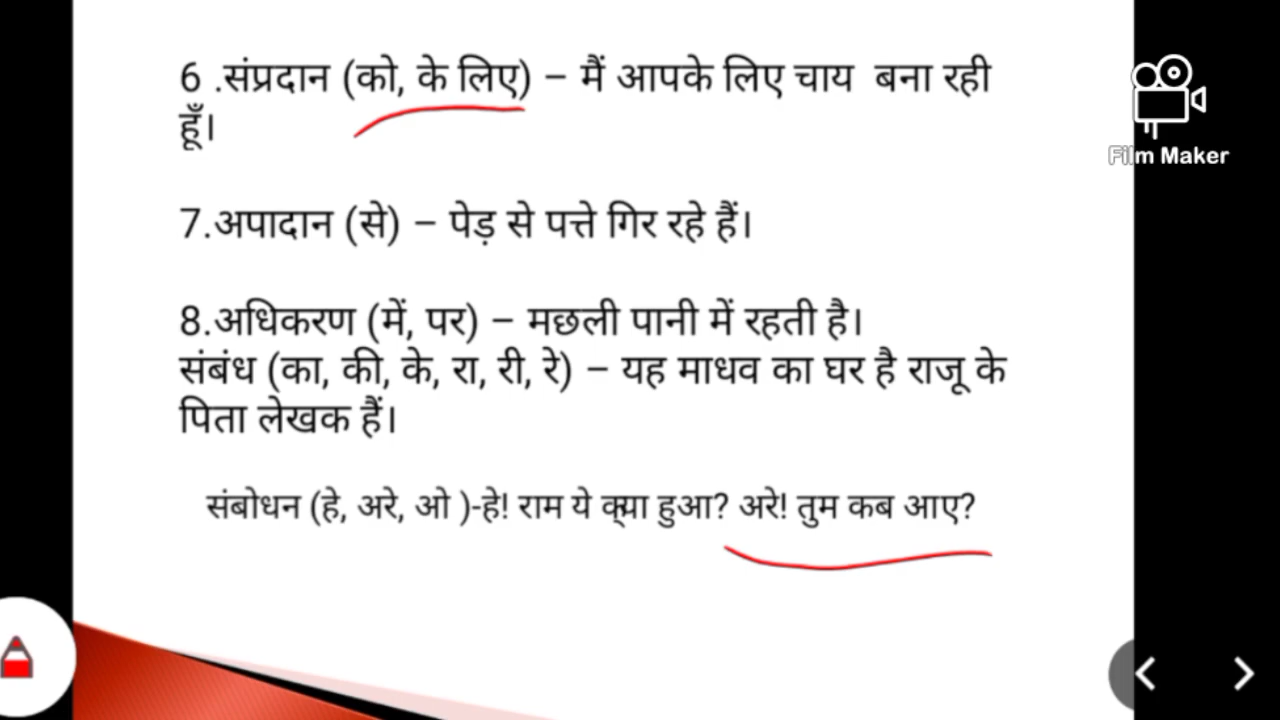 6 .संप्रदान (को, के लिए) – मैं आपके लिए चाय बना रही
हूँ।
7.अपादान (से) – पेड़ से पत्ते गिर रहे हैं।
8.अधिकरण (में, पर) – मछली पानी में रहती है।
संबंध (का, की, के, रा, री, रे) – यह माधव का घर है राजू के
पिता लेखक हैं।
संबोधन (हे, अरे, ओ )-हे! राम ये क्या हुआ? अरे! तुम कब आए?
Film Maker